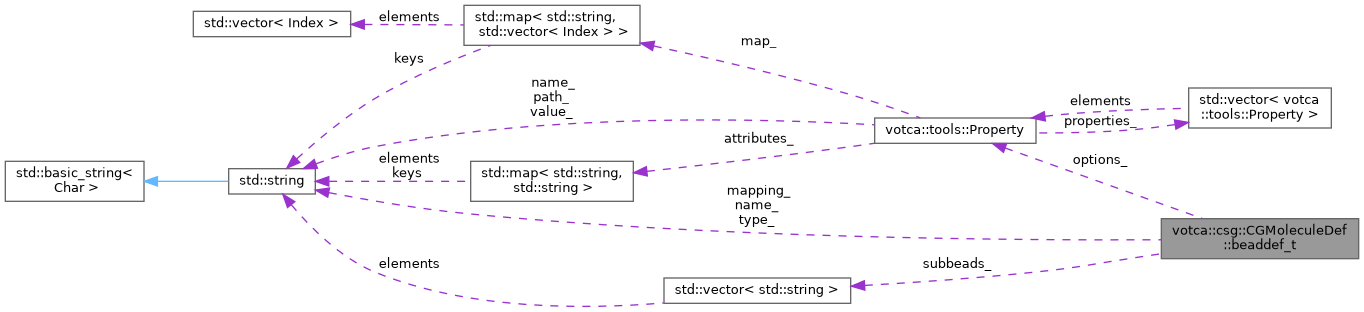 std::vector< Index >
elements
std::map< std::string,
std::vector< Index > >
keys
map_
name_
path_
value_
elements
properties_
std::vector< votca
::tools::Property >
votca::tools::Property
attributes_
options_
std::basic_string<
Char >
std::string
elements
keys
std::map< std::string,
std::string >
mapping_
name_
type_
votca::csg::CGMoleculeDef
::beaddef_t
elements
subbeads_
std::vector< std::string >